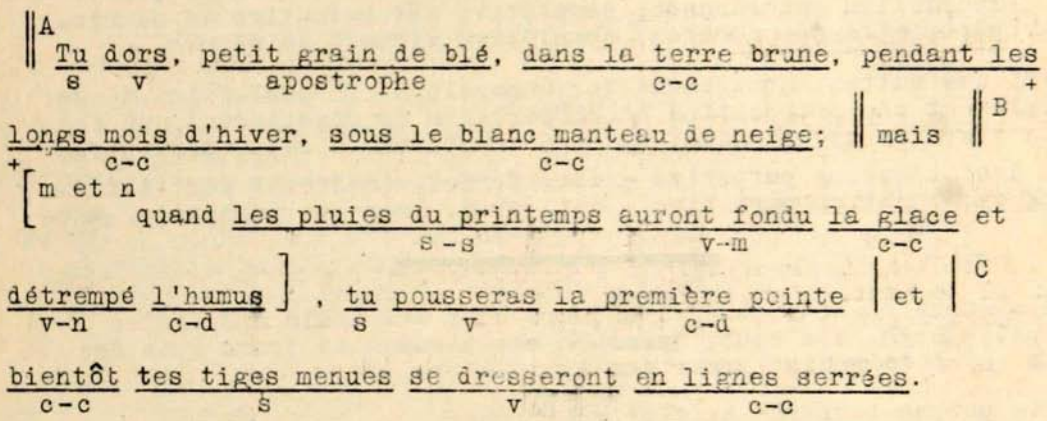 A
Tu dors, petit grain de blé, dans la terre brune, pendant les
s v apostrophe c-c +
longs mois d'hiver, sous le blanc manteau de neige; || mais || B
+ c-c c-c
[m et n
quand les pluies du printemps auront fondu la glace et
s-s v-m c-c
détrempé l'humus ] , tu pousseras la première pointe | et | C
v-n c-d s v c-d
bientôt tes tiges menues se dresseront en lignes serrées.
c-c s v c-c